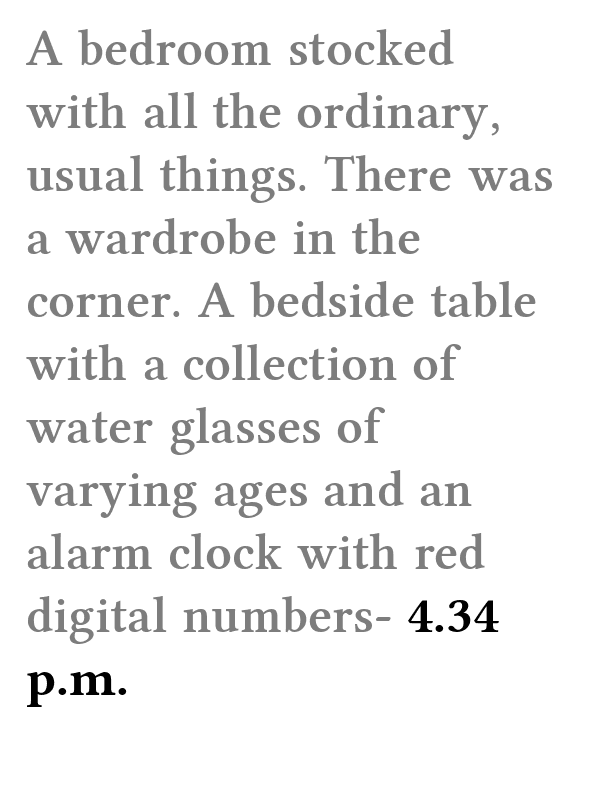 A bedroom stocked
with all the ordinary,
usual things. There was
a wardrobe in the
corner. A bedside table
with a collection of
water glasses of
varying ages and an
alarm clock with red
digital numbers- 4.34
p.m.